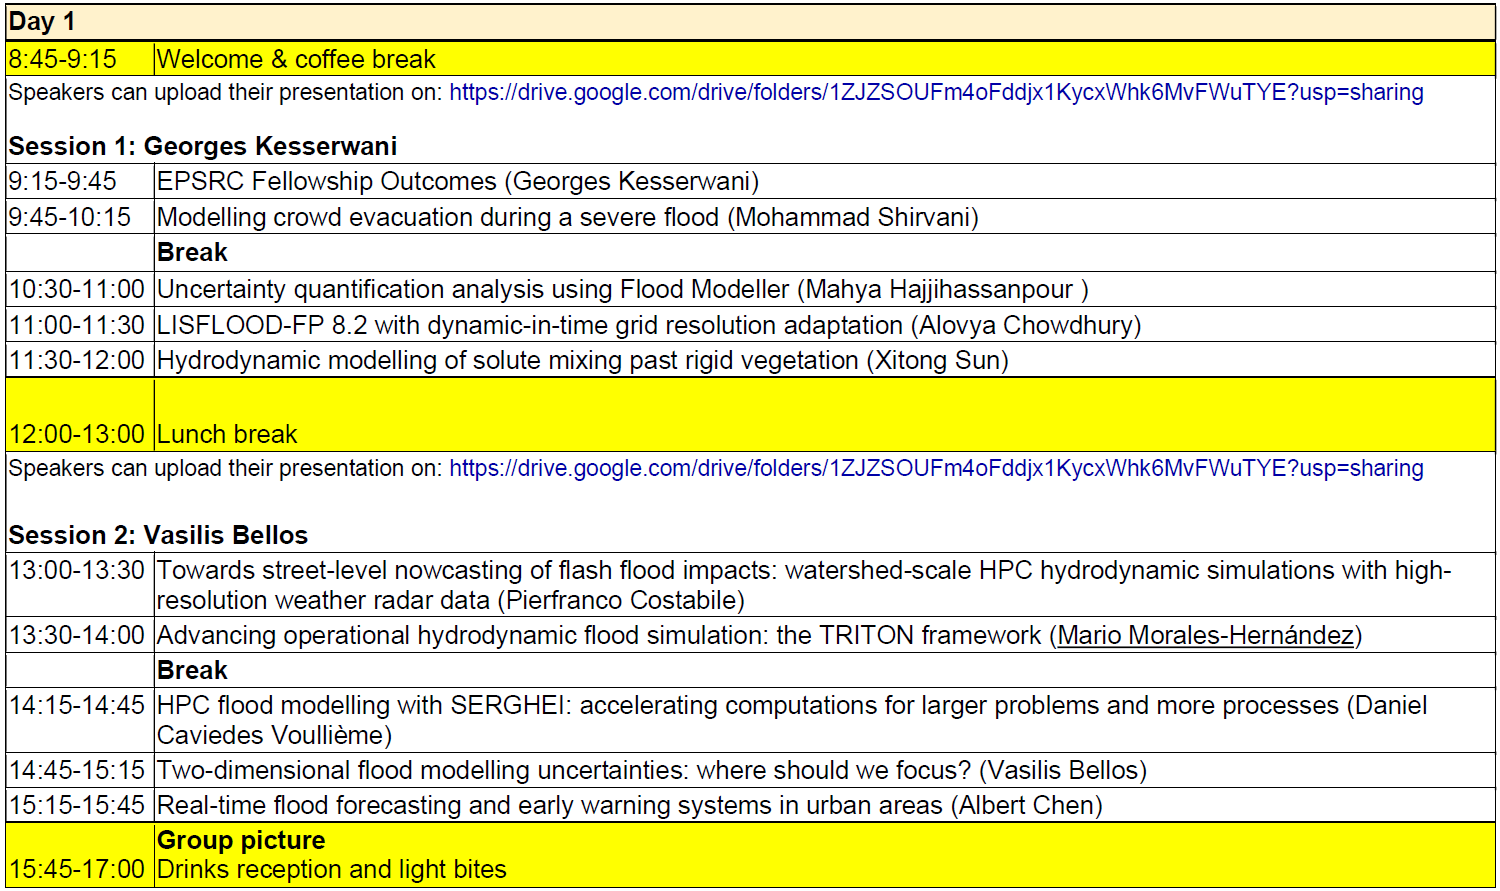 Day 1
8:45-9:15 Welcome & coffee break
Speakers can upload their presentation on: https://drive.google.com/drive/folders/1ZJZSOUFm4oFddjx1KycxWhk6MvFWuTYE?usp=sharing
Session 1: Georges Kesserwani
9:15-9:45 EPSRC Fellowship Outcomes (Georges Kesserwani)
9:45-10:15 Modelling crowd evacuation during a severe flood (Mohammad Shirvani)
Break
10:30-11:00 Uncertainty quantification analysis using Flood Modeller (Mahya Hajjihassanpour )
11:00-11:30 LISFLOOD-FP 8.2 with dynamic-in-time grid resolution adaptation (Alovya Chowdhury)
11:30-12:00 Hydrodynamic modelling of solute mixing past rigid vegetation (Xitong Sun)
12:00-13:00 Lunch break
Speakers can upload their presentation on: https://drive.google.com/drive/folders/1ZJZSOUFm4oFddjx1KycxWhk6MvFWuTYE?usp=sharing
Session 2: Vasilis Bellos
13:00-13:30 Towards street-level nowcasting of flash flood impacts: watershed-scale HPC hydrodynamic simulations with high-
resolution weather radar data (Pierfranco Costabile)
13:30-14:00 Advancing operational hydrodynamic flood simulation: the TRITON framework (Mario Morales-Hernández)
Break
14:15-14:45 HPC flood modelling with SERGHEI: accelerating computations for larger problems and more processes (Daniel
Caviedes Voullième)
14:45-15:15 Two-dimensional flood modelling uncertainties: where should we focus? (Vasilis Bellos)
15:15-15:45 Real-time flood forecasting and early warning systems in urban areas (Albert Chen)
Group picture
15:45-17:00 Drinks reception and light bites